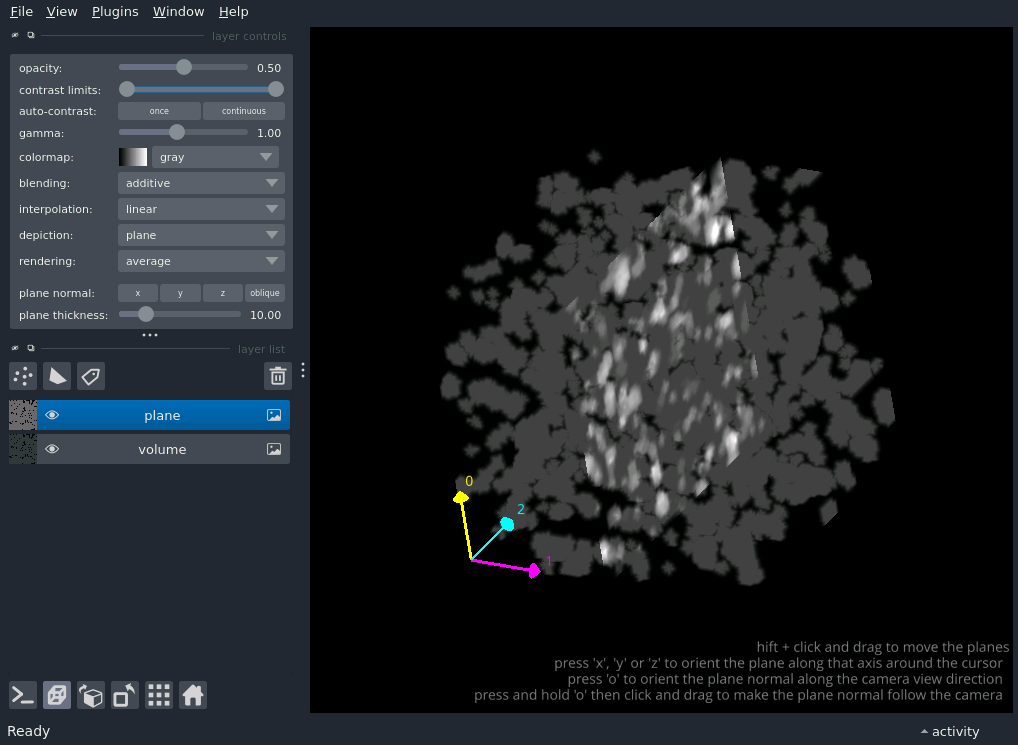 File View Plugins Window Help
layer controls
opacity: 0.50
contrast limits:
auto-contrast: once continuous
gamma: 1.00
colormap: gray
blending: additive
interpolation: linear
depiction: plane
rendering: average
plane normal: x y z oblique
plane thickness: 10.00
layer list
plane
volume
0
2
1
hift + click and drag to move the planes
press 'x', 'y' or 'z' to orient the plane along that axis around the cursor
press 'o' to orient the plane normal along the camera view direction
press and hold 'o' then click and drag to make the plane normal follow the camera
Ready
activity